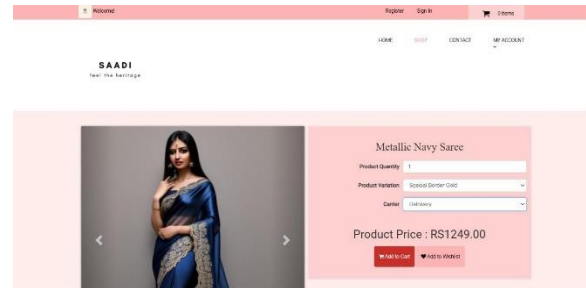 Welcome!
Register Sign In
0 items
HOME SHOP CONTACT MY ACCOUNT
SAADI
feel the heritage
Metallic Navy Saree
Product Quantity 1
Product Variation Special Border Gold
Carrier Delhivery
Product Price : RS1249.00
Add to Cart Add to Wishlist